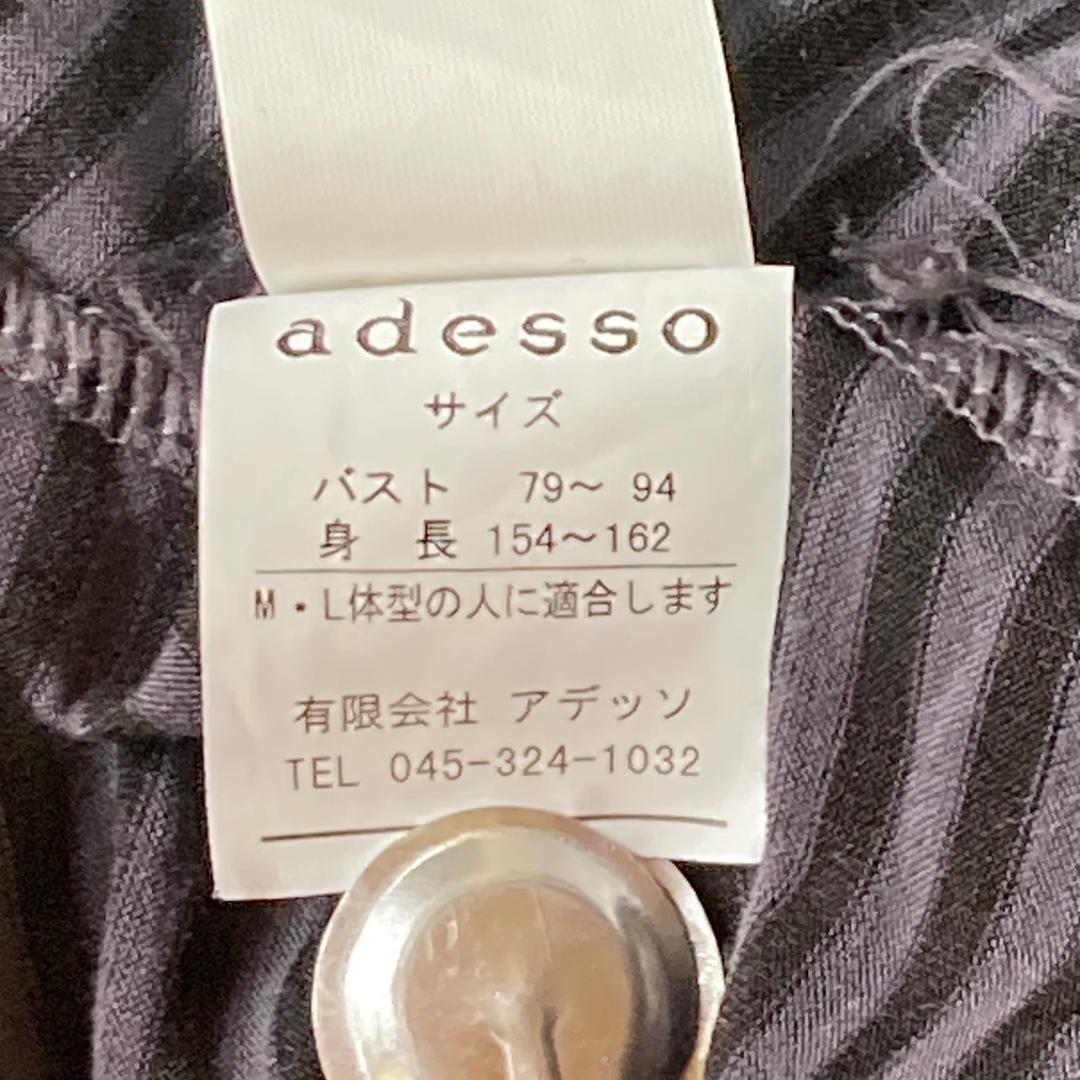 adesso
サイズ
バスト 79〜 94
身 長 154〜162
M・L体型の人に適合します
有限会社 アデッソ
TEL 045-324-1032